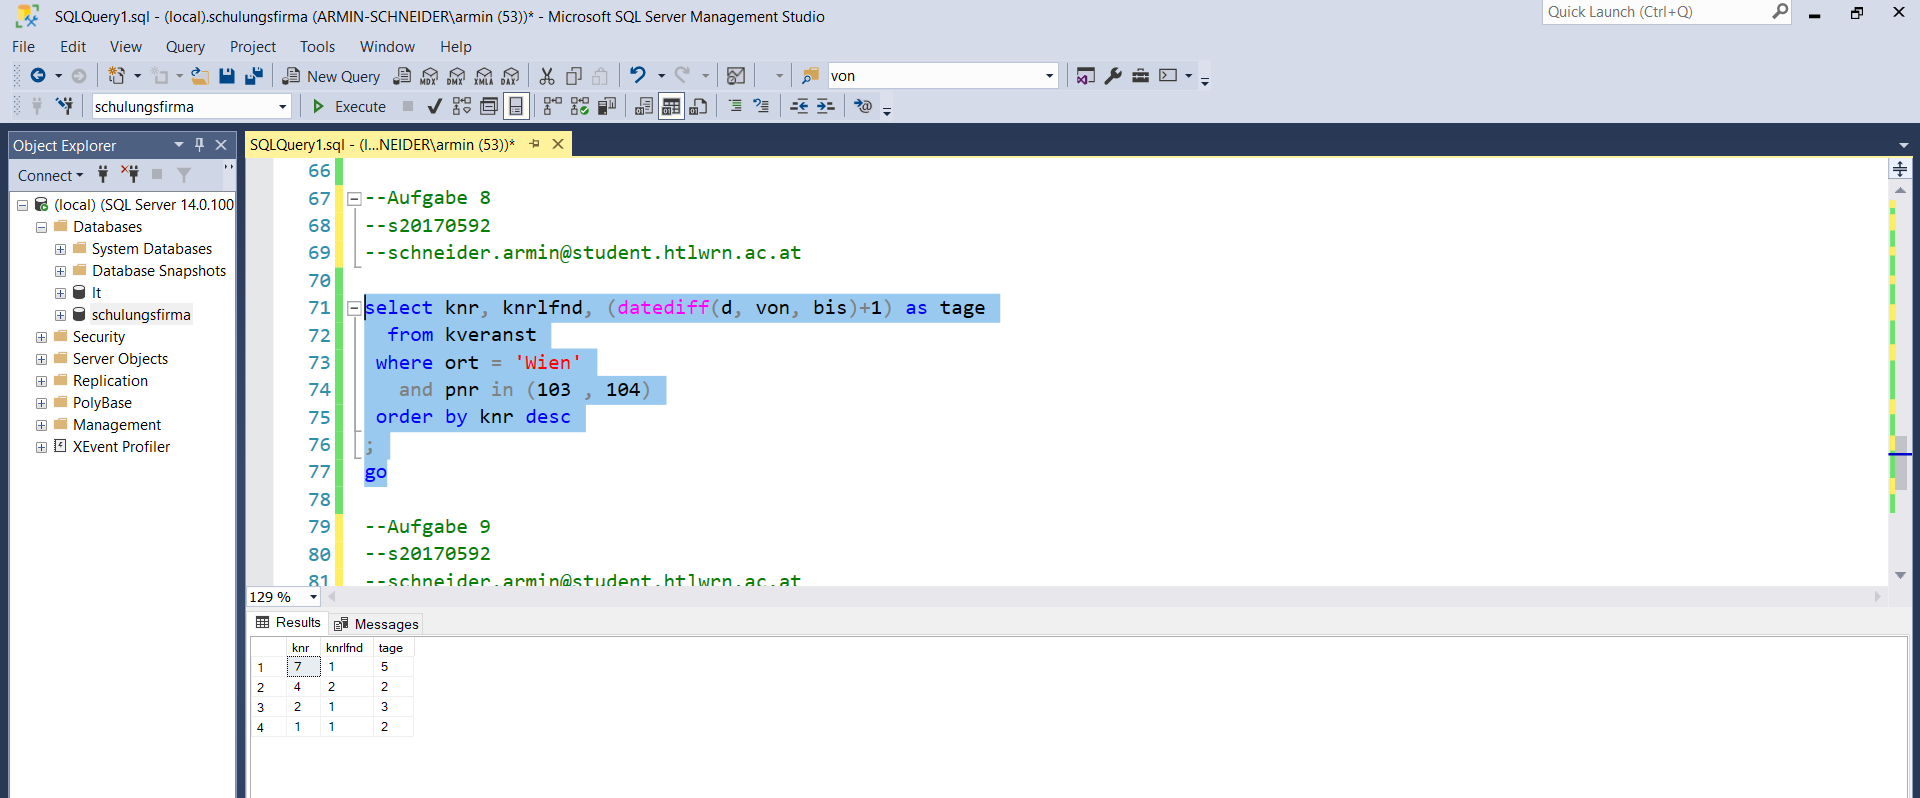 SQLQuery1.sql - (local).schulungsfirma (ARMIN-SCHNEIDER\armin (53))* - Microsoft SQL Server Management Studio
Quick Launch (Ctrl+Q)
File Edit View Query Project Tools Window Help
New Query MDX DMX XMLA DAX von
schulungsfirma Execute
Object Explorer
SQLQuery1.sql - (l...NEIDER\armin (53))*
Connect
(local) (SQL Server 14.0.100
Databases
System Databases
Database Snapshots
lt
schulungsfirma
Security
Server Objects
Replication
PolyBase
Management
XEvent Profiler
66
67 --Aufgabe 8
68 --s20170592
69 --schneider.armin@student.htlwrn.ac.at
70
71 select knr, knrlfnd, (datediff(d, von, bis)+1) as tage
72 from kveranst
73 where ort = 'Wien'
74 and pnr in (103 , 104)
75 order by knr desc
76 ;
77 go
78
79 --Aufgabe 9
80 --s20170592
81 --schneider.armin@student.htlwrn.ac.at
129 %
Results Messages
knr knrlfnd tage
1 7 1 5
2 4 2 2
3 2 1 3
4 1 1 2